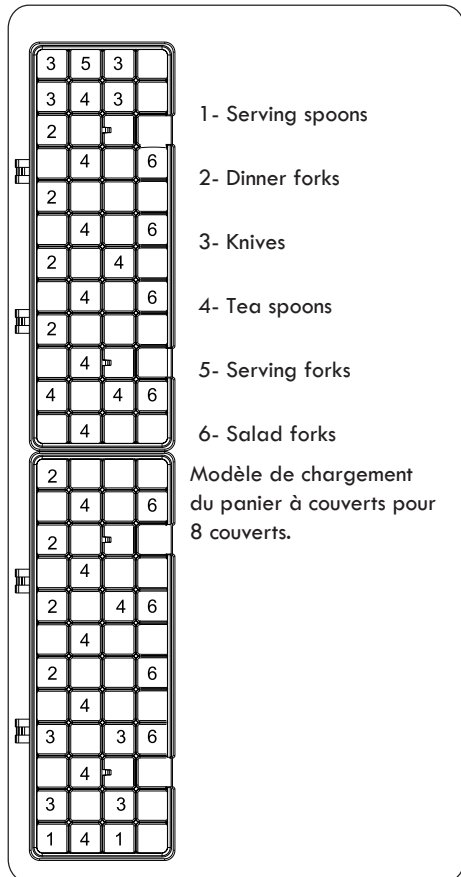 3 5 3
3 4 3
2
4 6
2
4 6
2 4
4 6
2
4
4 4 6
4
2
4 6
2
4
2 4 6
4
2 6
4
3 3 6
4
3 3
1 4 1
1- Serving spoons
2- Dinner forks
3- Knives
4- Tea spoons
5- Serving forks
6- Salad forks
Modèle de chargement
du panier à couverts pour
8 couverts.